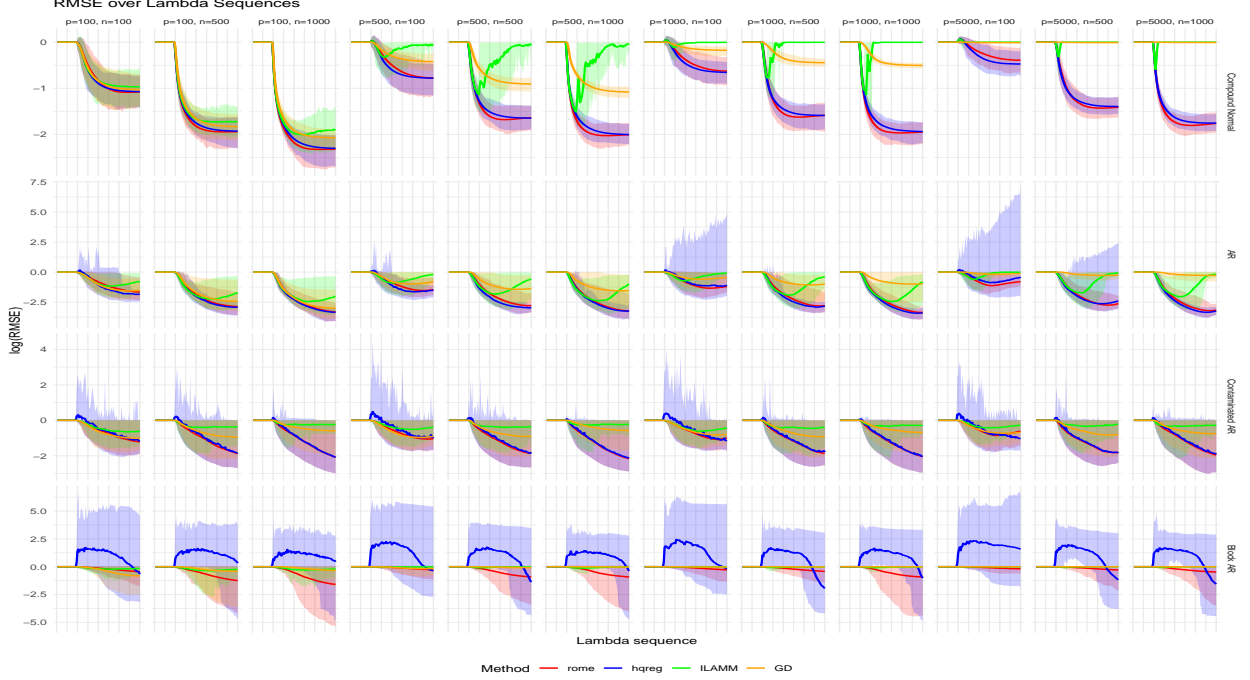 RMSE over Lambda Sequences
p=100, n=100 p=100, n=500 p=100, n=1000 p=500, n=100 p=500, n=500 p=500, n=1000 p=1000, n=100 p=1000, n=500 p=1000, n=1000 p=5000, n=100 p=5000, n=500 p=5000, n=1000
0
−1
−2
Compound Normal
7.5
5.0
2.5
0.0
−2.5
AR
log(RMSE)
4
2
0
−2
Contaminated AR
5.0
2.5
0.0
−2.5
−5.0
Block AR
Lambda sequence
Method rome hqreg ILAMM GD